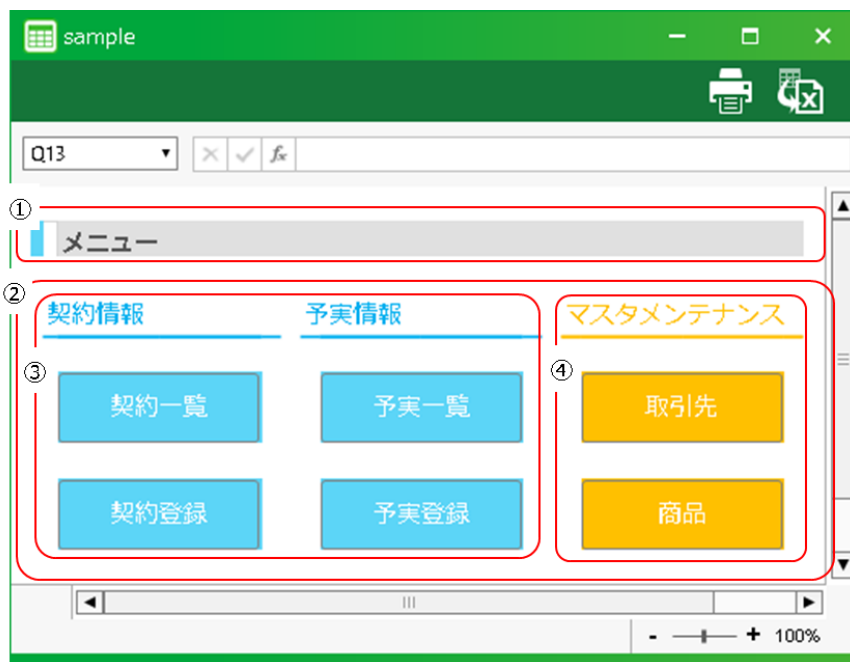 sample
Q13
fx
①
メニュー
②
契約情報 予実情報 マスタメンテナンス
③ ④
契約一覧 予実一覧 取引先
契約登録 予実登録 商品
- + 100%